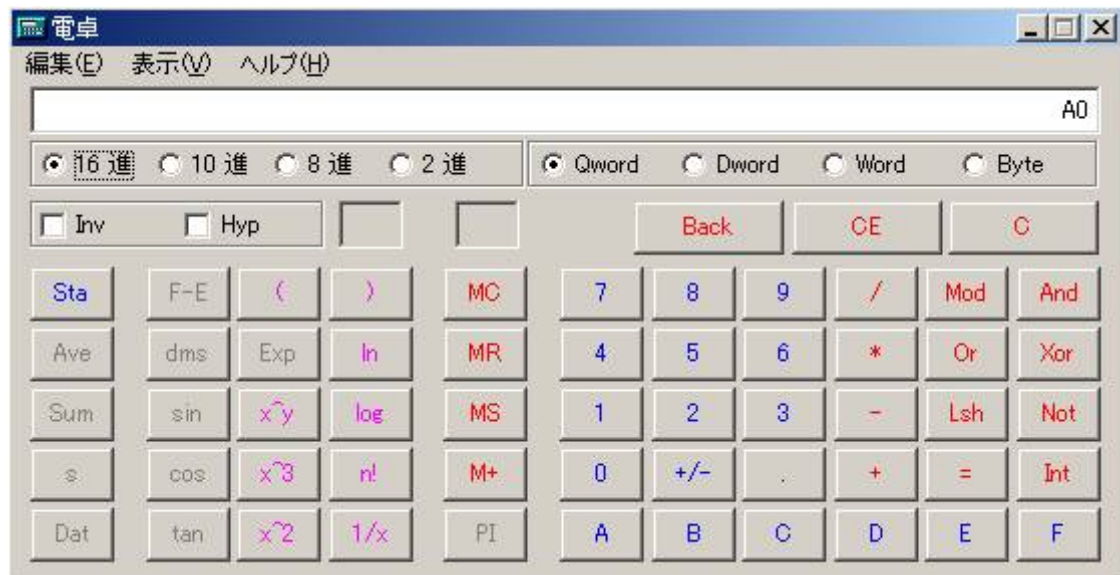 電卓
編集(E) 表示(V) ヘルプ(H)
A0
16 進 10 進 8 進 2 進 Qword Dword Word Byte
Inv Hyp Back CE C
Sta F-E ( ) MC 7 8 9 / Mod And
Ave dms Exp ln MR 4 5 6 * Or Xor
Sum sin x^y log MS 1 2 3 - Lsh Not
s cos x^3 n! M+ 0 +/- . + = Int
Dat tan x^2 1/x PI A B C D E F